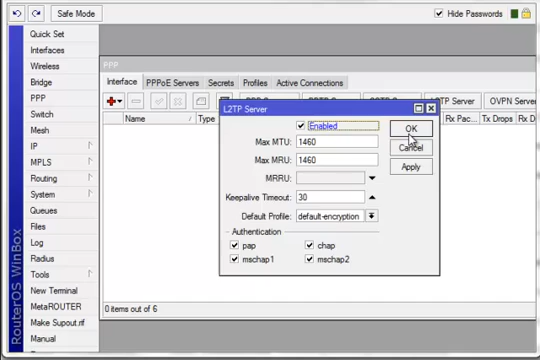 Safe Mode
Hide Passwords
Quick Set
Interfaces
Wireless
Bridge
PPP
Switch
Mesh
IP
MPLS
Routing
System
Queues
Files
Log
Radius
Tools
New Terminal
MetaROUTER
Make Supout.rif
Manual
RouterOS WinBox
PPP
Interface
PPPoE Servers
Secrets
Profiles
Active Connections
Server
OVPN Server
Name
Type
Rx Pac...
Tx Drops
Rx Dr
0 items out of 6
L2TP Server
Enabled
OK
Max MTU: 1460
Cancel
Max MRU: 1460
Apply
MRRU:
Keepalive Timeout: 30
Default Profile: default-encryption
Authentication
pap
chap
mschap1
mschap2